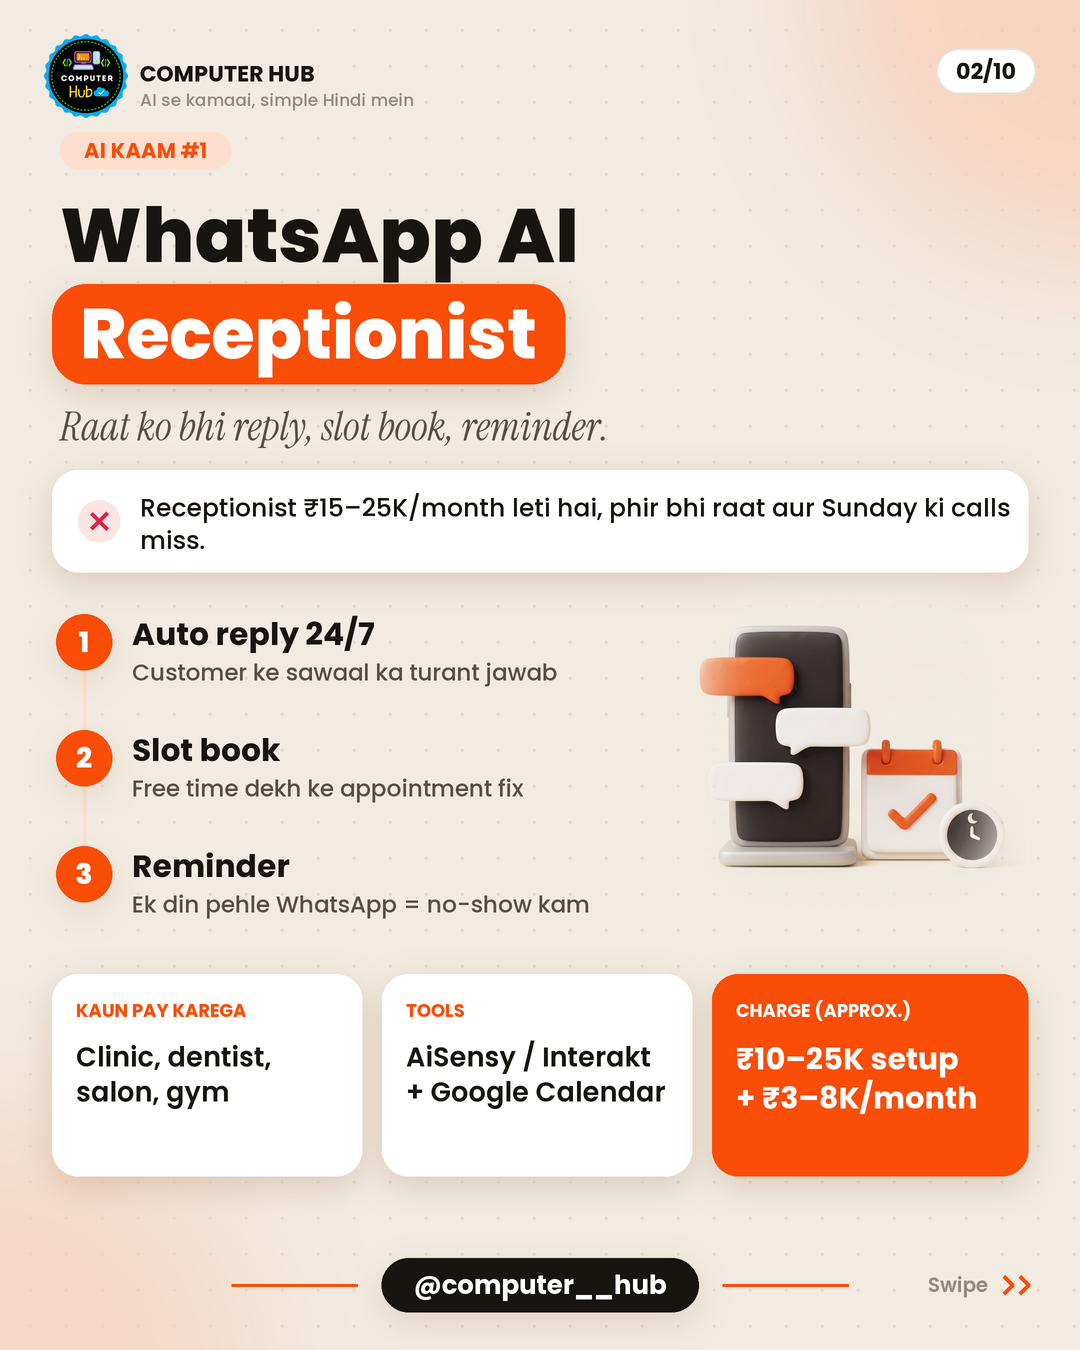 COMPUTER
Hub
COMPUTER HUB
AI se kamaai, simple Hindi mein
02/10
AI KAAM #1
WhatsApp AI
Receptionist
Raat ko bhi reply, slot book, reminder.
Receptionist ₹15–25K/month leti hai, phir bhi raat aur Sunday ki calls
miss.
1
Auto reply 24/7
Customer ke sawaal ka turant jawab
2
Slot book
Free time dekh ke appointment fix
3
Reminder
Ek din pehle WhatsApp = no-show kam
KAUN PAY KAREGA
Clinic, dentist,
salon, gym
TOOLS
AiSensy / Interakt
+ Google Calendar
CHARGE (APPROX.)
₹10–25K setup
+ ₹3–8K/month
@computer__hub
Swipe